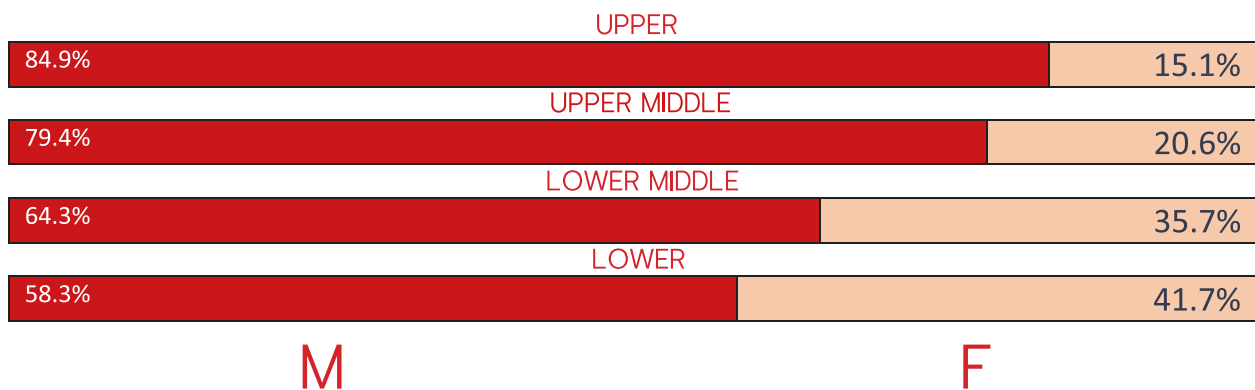 UPPER
84.9% 15.1%
UPPER MIDDLE
79.4% 20.6%
LOWER MIDDLE
64.3% 35.7%
LOWER
58.3% 41.7%
M F